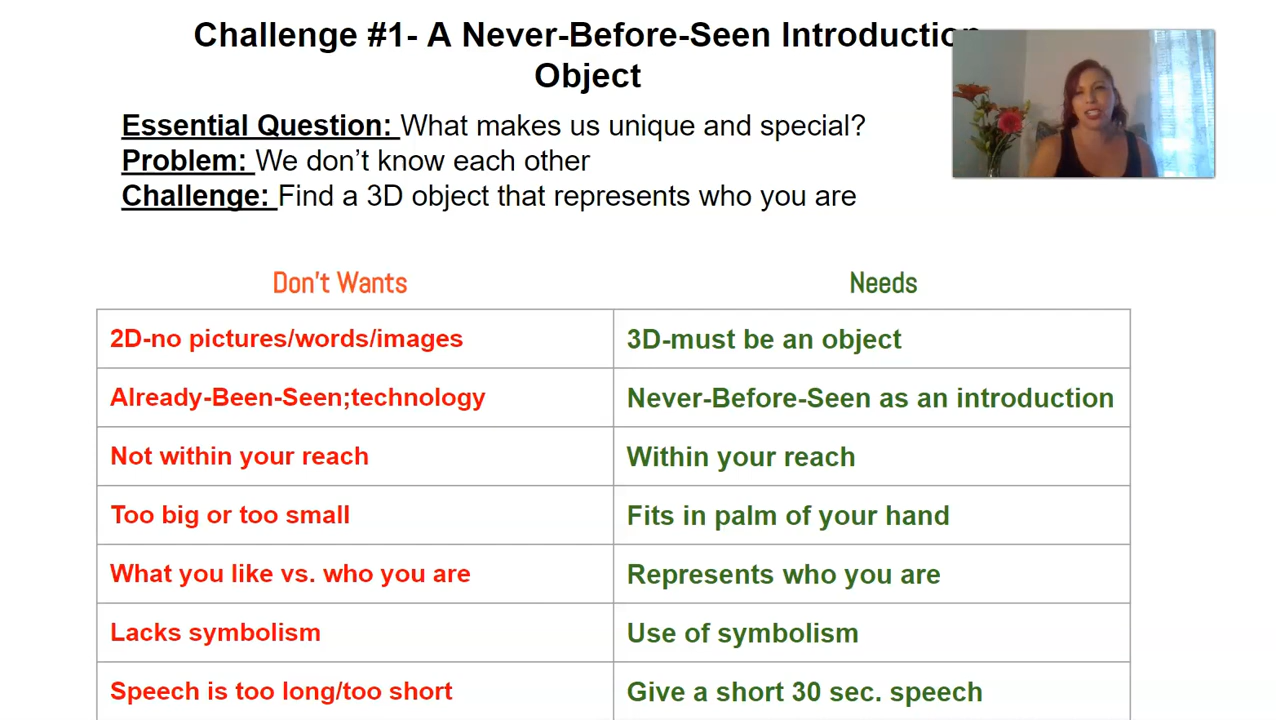 Challenge #1- A Never-Before-Seen Introduction
Object
Essential Question: What makes us unique and special?
Problem: We don't know each other
Challenge: Find a 3D object that represents who you are
Don't Wants
Needs
2D-no pictures/words/images
3D-must be an object
Already-Been-Seen;technology
Never-Before-Seen as an introduction
Not within your reach
Within your reach
Too big or too small
Fits in palm of your hand
What you like vs. who you are
Represents who you are
Lacks symbolism
Use of symbolism
Speech is too long/too short
Give a short 30 sec. speech